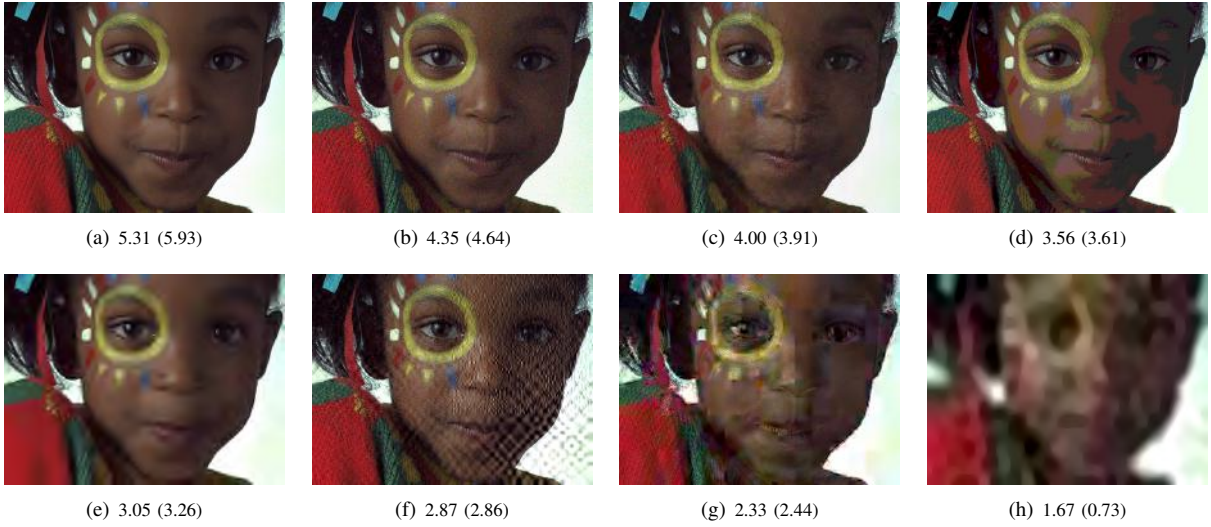 (a) 5.31 (5.93)
(b) 4.35 (4.64)
(c) 4.00 (3.91)
(d) 3.56 (3.61)
(e) 3.05 (3.26)
(f) 2.87 (2.86)
(g) 2.33 (2.44)
(h) 1.67 (0.73)